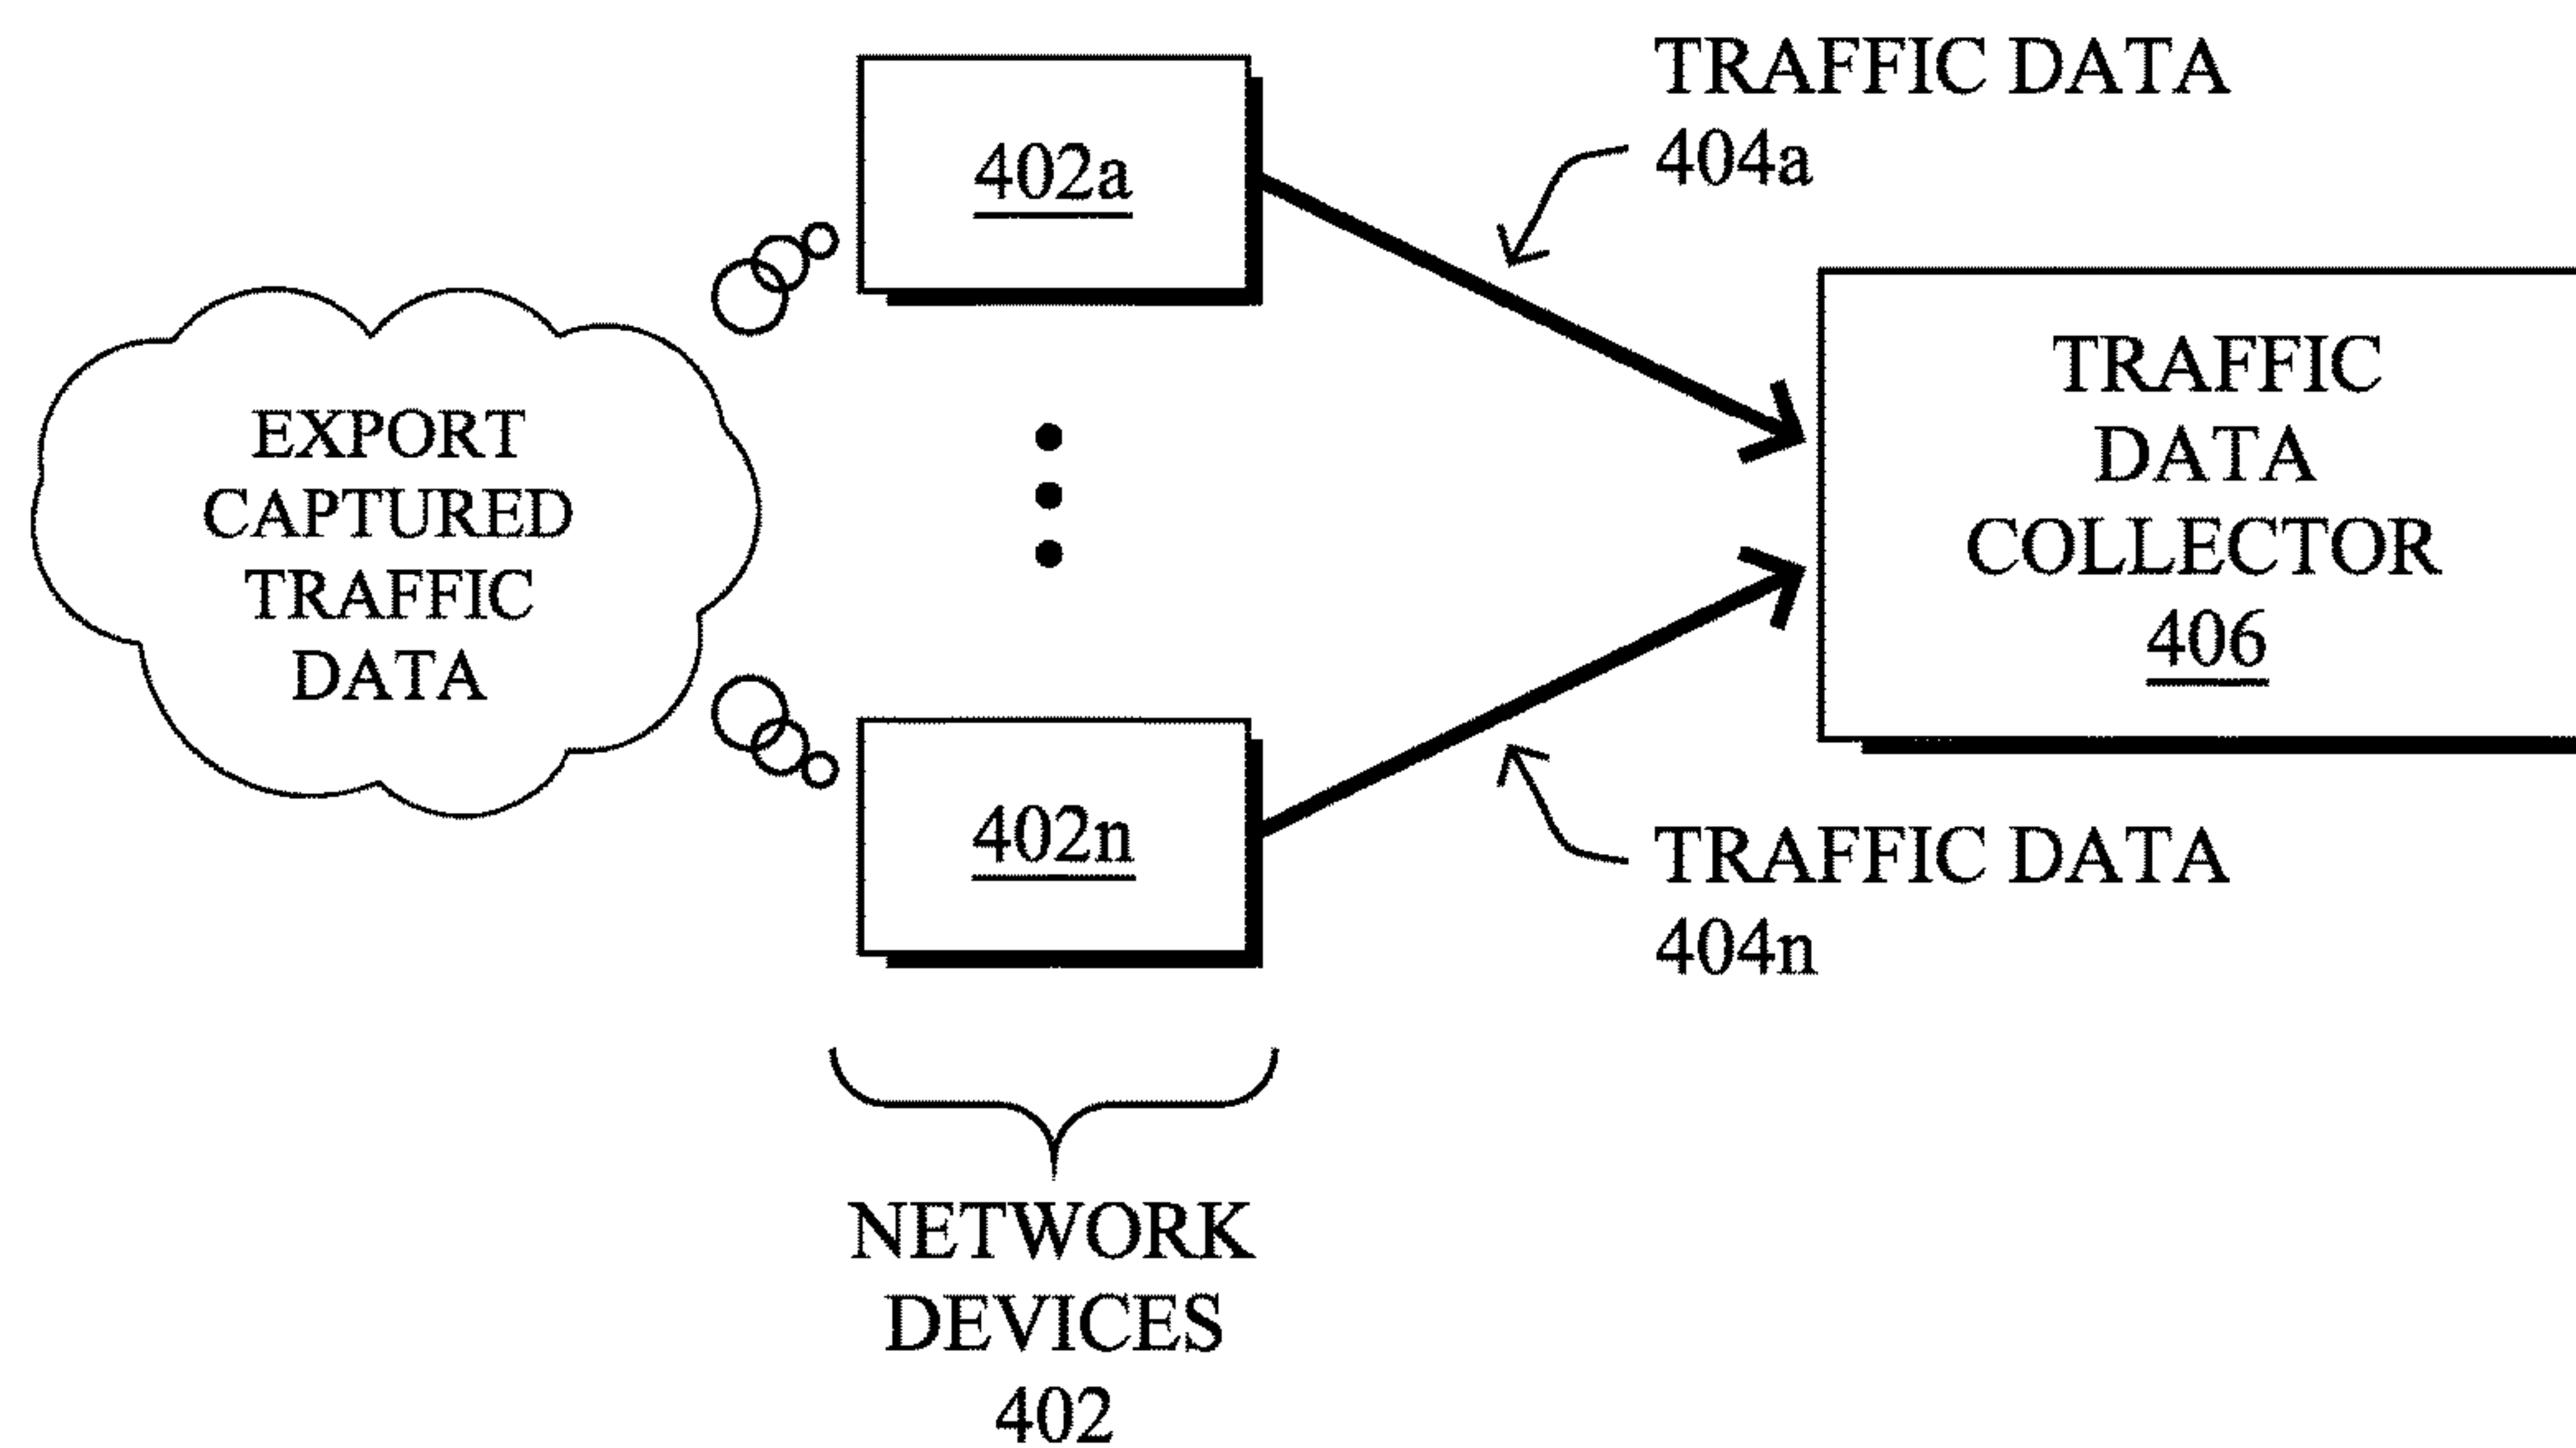 TRAFFIC DATA
404a
402a
EXPORT
CAPTURED
TRAFFIC
DATA
TRAFFIC
DATA
COLLECTOR
406
402n
TRAFFIC DATA
404n
NETWORK
DEVICES
402